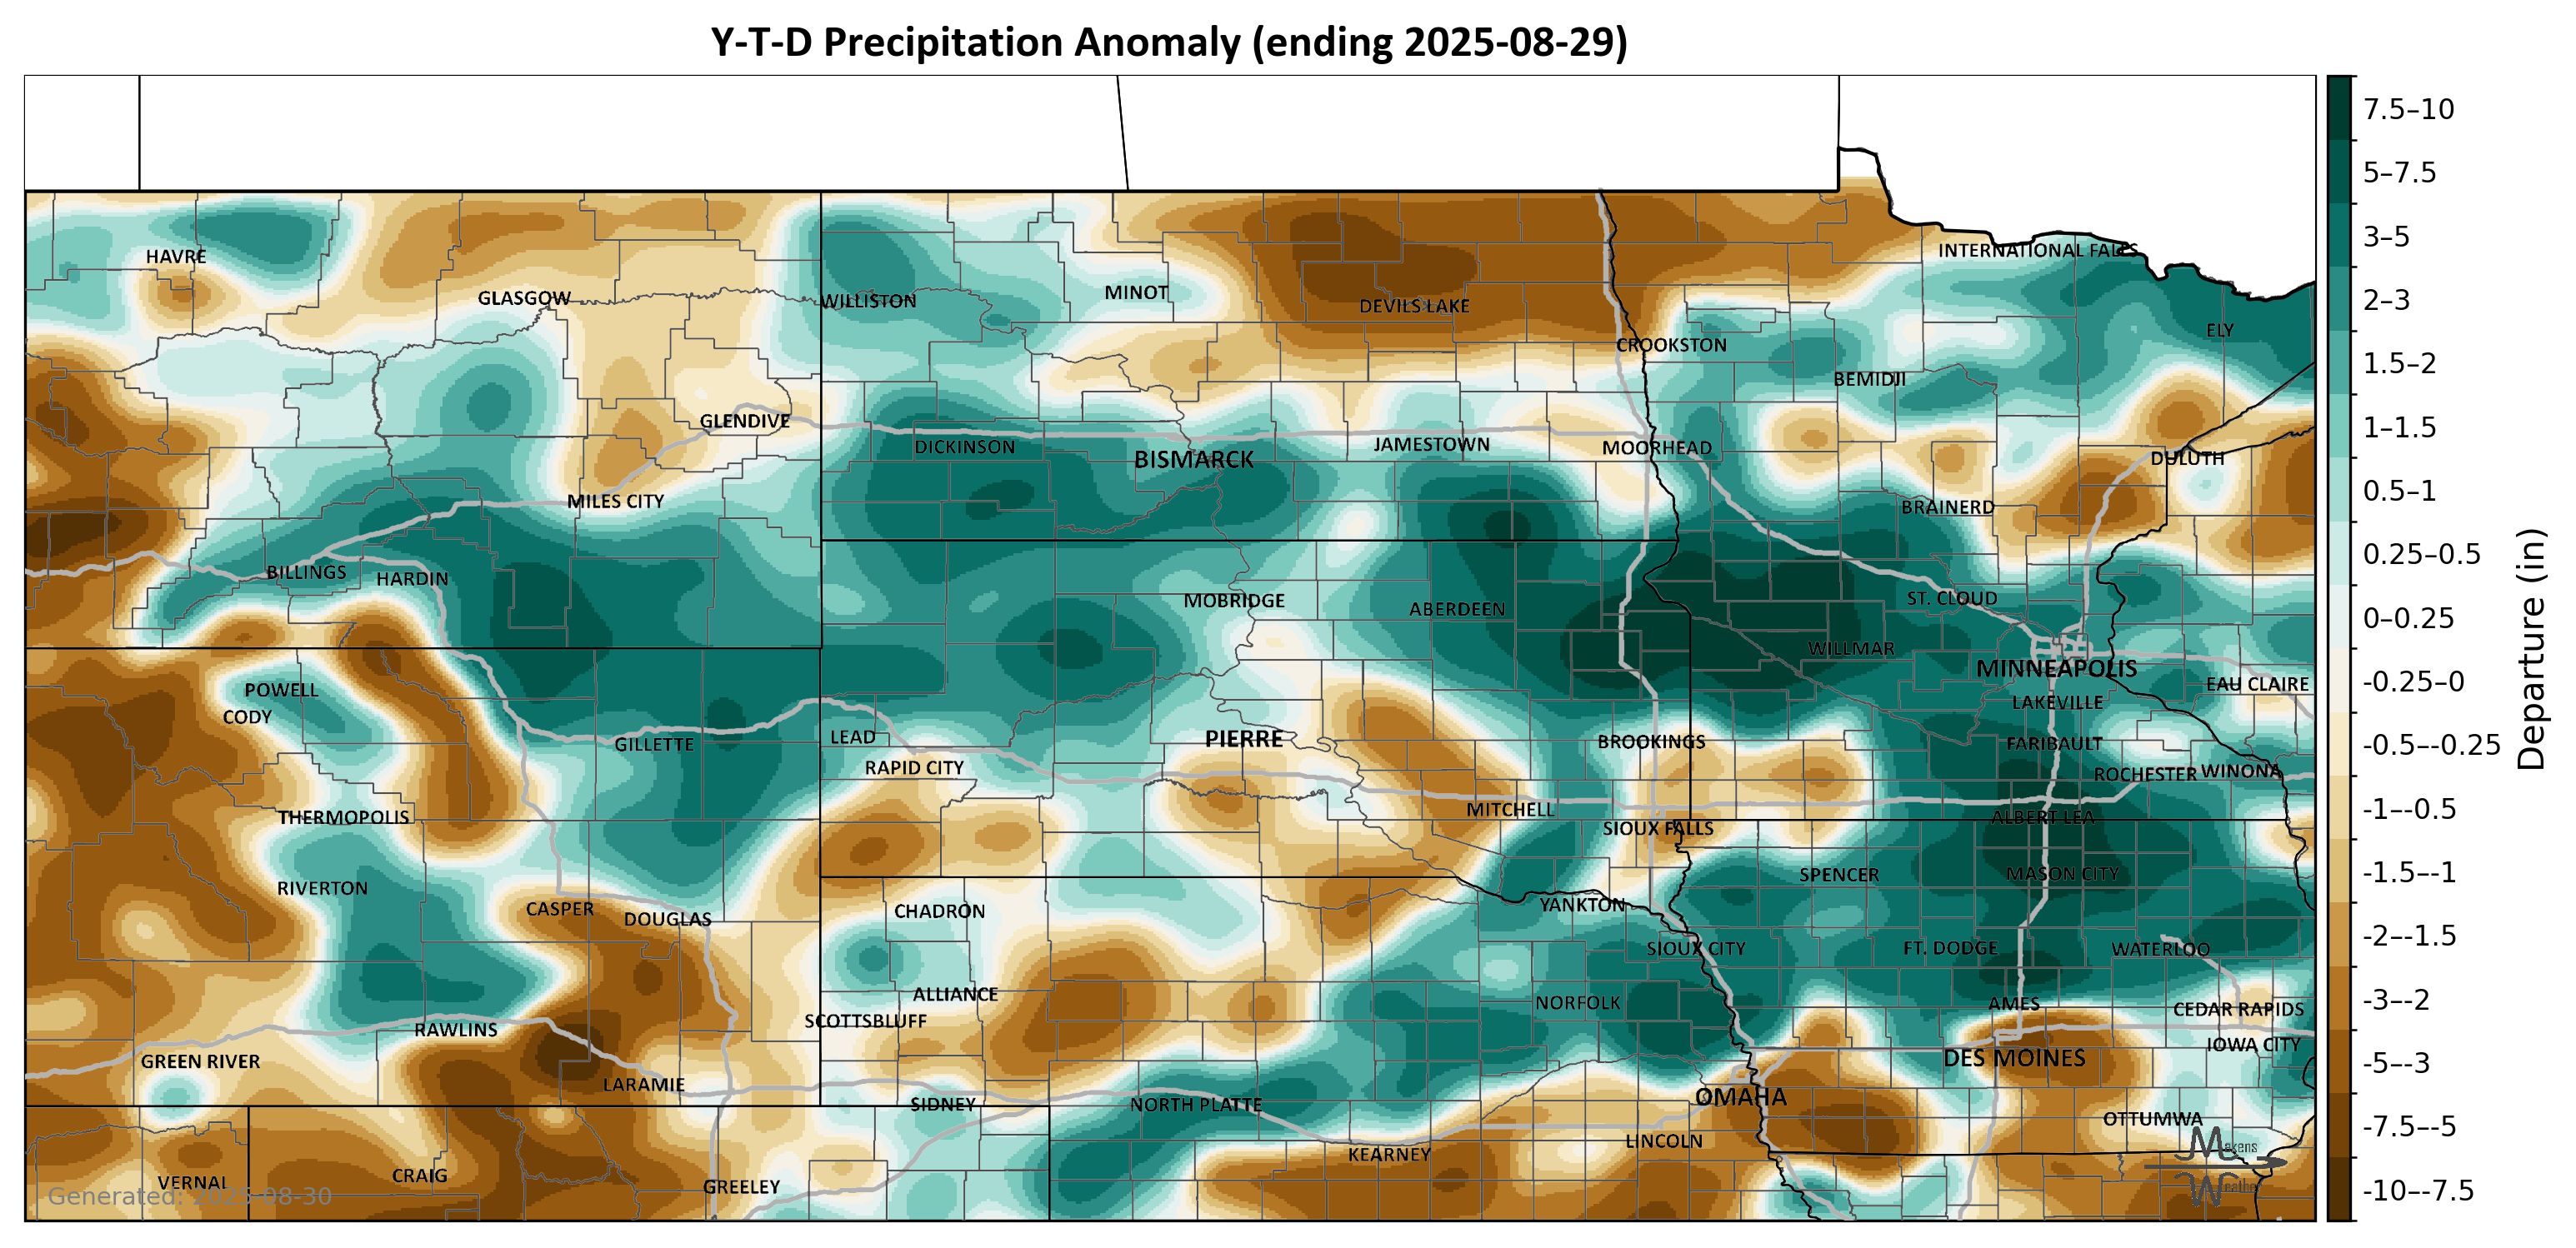 Y-T-D Precipitation Anomaly (ending 2025-08-29)
7.5–10
5–7.5
3–5
2–3
1.5–2
1–1.5
0.5–1
0.25–0.5
0–0.25
-0.25–0
-0.5–-0.25
-1–-0.5
-1.5–-1
-2–-1.5
-3–-2
-5–-3
-7.5–-5
-10–-7.5
Departure (in)
INTERNATIONAL FALLS
HAVRE
MINOT
GLASGOW
WILLISTON
DEVILS LAKE
ELY
CROOKSTON
BEMIDJI
GLENDIVE
DICKINSON
JAMESTOWN
MOORHEAD
BISMARCK
DULUTH
MILES CITY
BRAINERD
BILLINGS
HARDIN
MOBRIDGE
ABERDEEN
ST. CLOUD
WILLMAR
MINNEAPOLIS
POWELL
EAU CLAIRE
LAKEVILLE
CODY
LEAD
PIERRE
BROOKINGS
GILLETTE
FARIBAULT
RAPID CITY
ROCHESTER
WINONA
MITCHELL
THERMOPOLIS
ALBERT LEA
SIOUX FALLS
SPENCER
MASON CITY
RIVERTON
CASPER
DOUGLAS
CHADRON
YANKTON
SIOUX CITY
FT. DODGE
WATERLOO
ALLIANCE
NORFOLK
AMES
CEDAR RAPIDS
SCOTTSBLUFF
RAWLINS
IOWA CITY
GREEN RIVER
DES MOINES
LARAMIE
OMAHA
SIDNEY
NORTH PLATTE
OTTUMWA
LINCOLN
KEARNEY
CRAIG
VERNAL
GREELEY
Generated: 2025-08-30
Makens
Weather